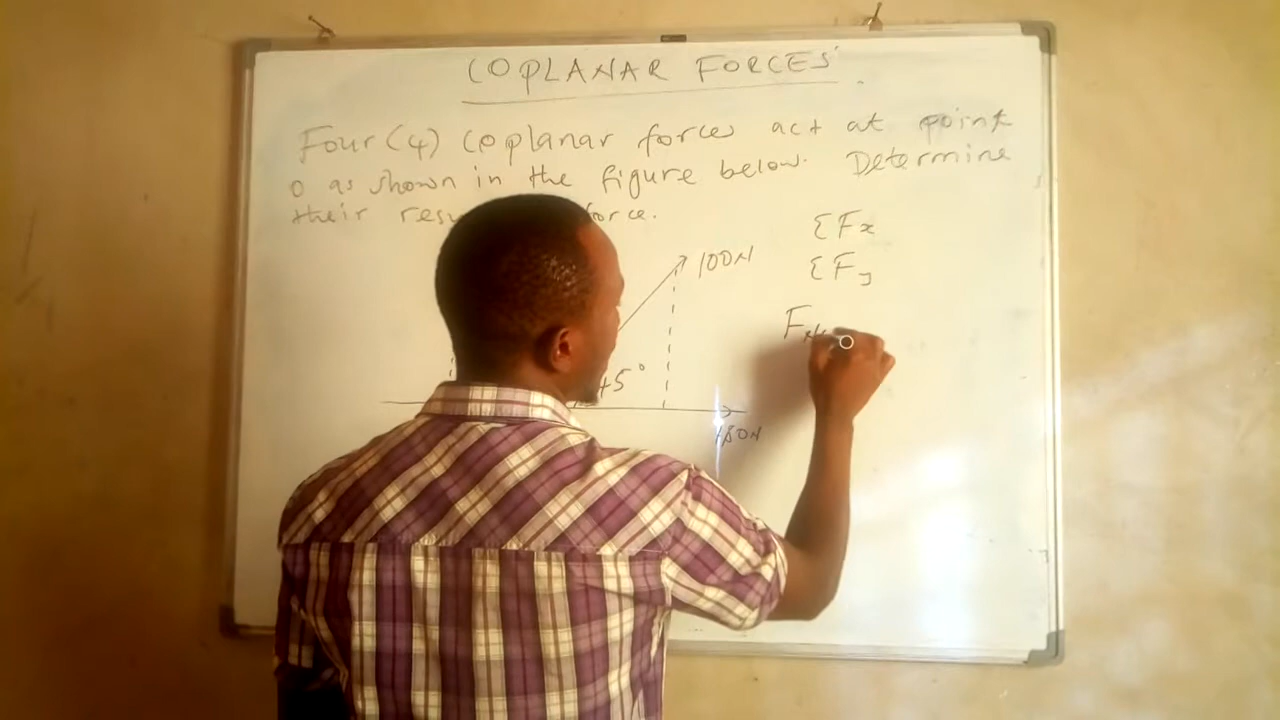 COPLANAR FORCES
Four (4) coplanar forces act at point
O as shown in the figure below. Determine
their force.
ΣFx
ΣFy
100N
F
45°